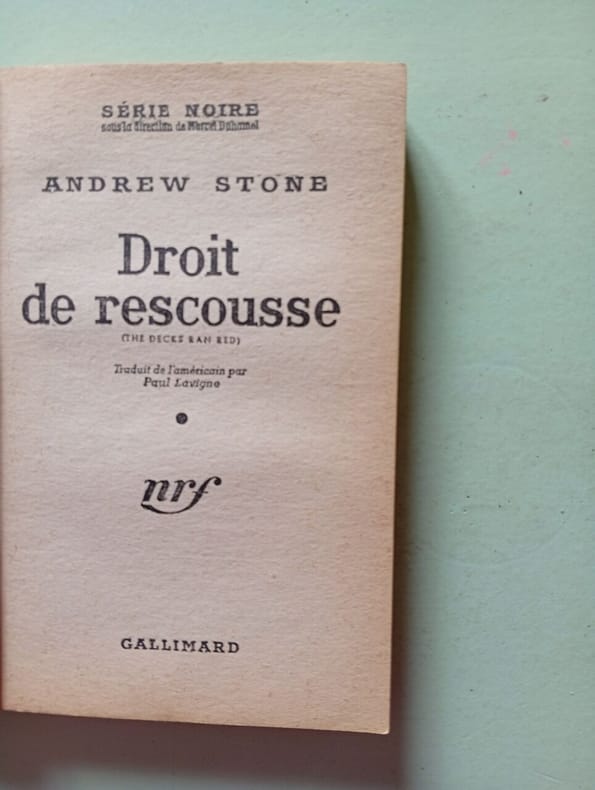 SÉRIE NOIRE
sous la direction de Marcel Duhamel
ANDREW STONE
Droit
de rescousse
(THE DECKS RAN RED)
Traduit de l'américain par
Paul Lavigne
nrf
GALLIMARD